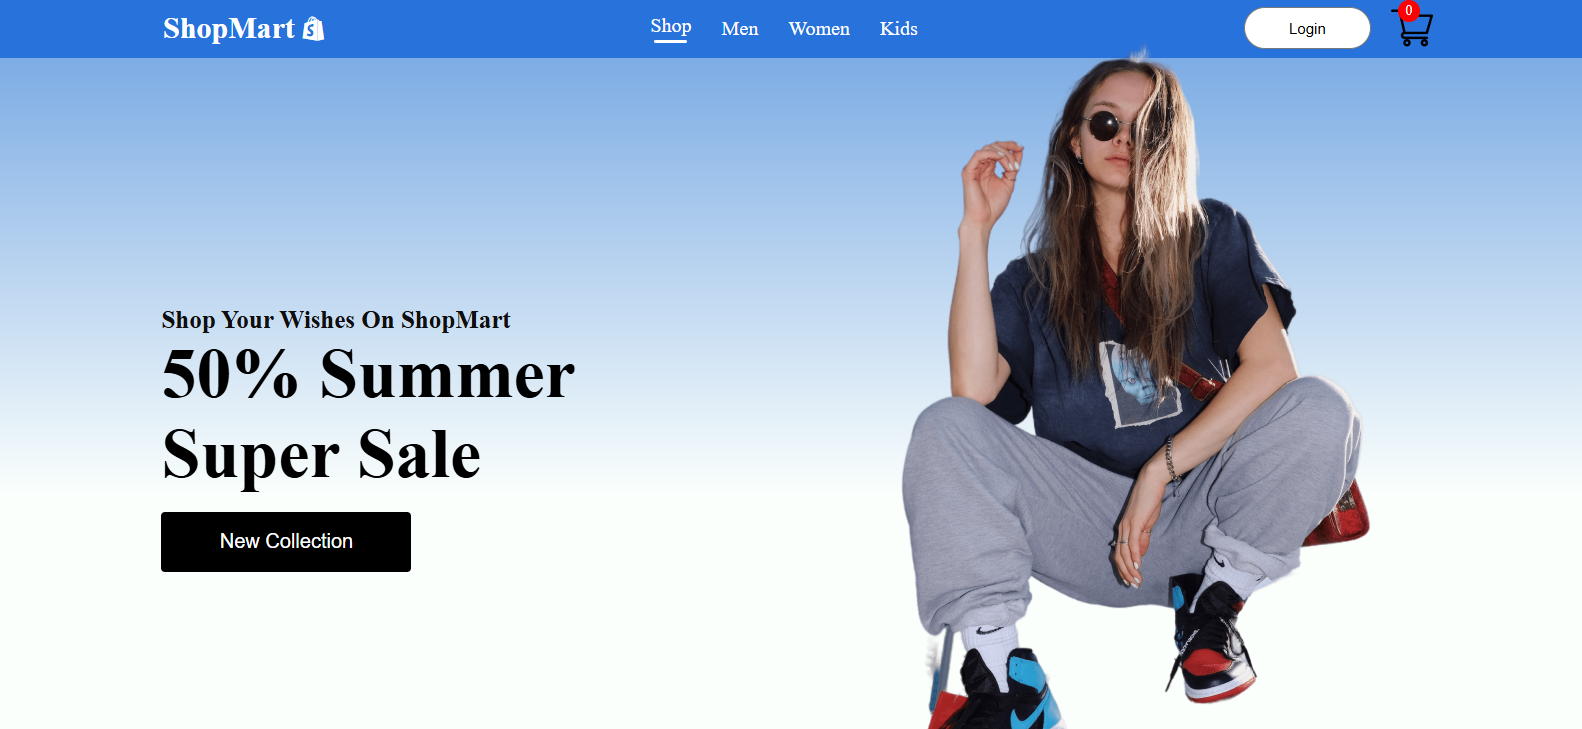 ShopMart
Shop Men Women Kids
Login
0
Shop Your Wishes On ShopMart
50% Summer
Super Sale
New Collection